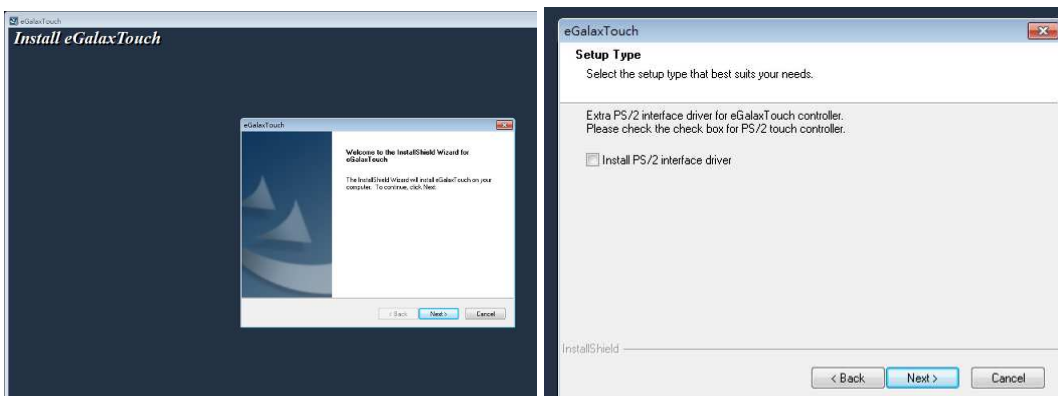 eGalaxTouch
Install eGalaxTouch
eGalaxTouch
Welcome to the InstallShield Wizard for
eGalaxTouch
The InstallShield Wizard will install eGalaxTouch on your
computer. To continue, click Next
< Back
Next >
Cancel
eGalaxTouch
Setup Type
Select the setup type that best suits your needs.
Extra PS/2 interface driver for eGalaxTouch controller.
Please check the check box for PS/2 touch controller.
Install PS/2 interface driver
InstallShield
< Back
Next >
Cancel